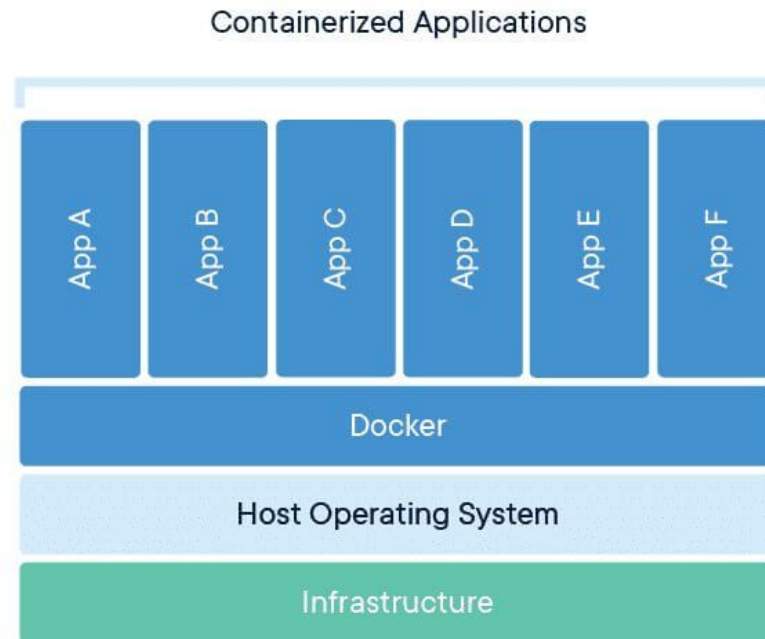 Containerized Applications
App A
App B
App C
App D
App E
App F
Docker
Host Operating System
Infrastructure